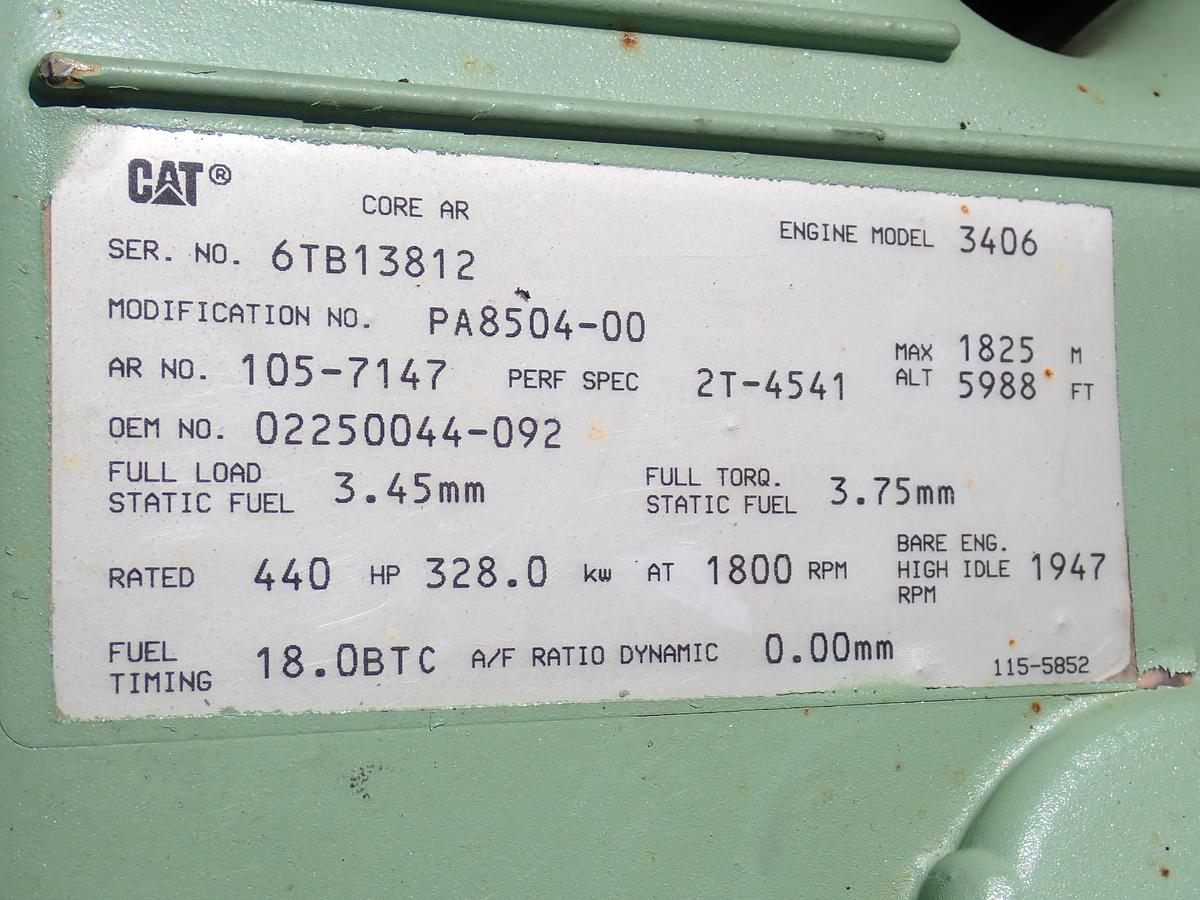 CAT®
CORE AR
ENGINE MODEL 3406
SER. NO. 6TB13812
MODIFICATION NO. PA8504-00
AR NO. 105-7147 PERF SPEC 2T-4541
MAX ALT 1825 M
5988 FT
OEM NO. 02250044-092
FULL LOAD STATIC FUEL 3.45mm
FULL TORQ. STATIC FUEL 3.75mm
RATED 440 HP 328.0 kw AT 1800 RPM
BARE ENG. HIGH IDLE RPM 1947
FUEL TIMING 18.0BTC A/F RATIO DYNAMIC 0.00mm
115-5852